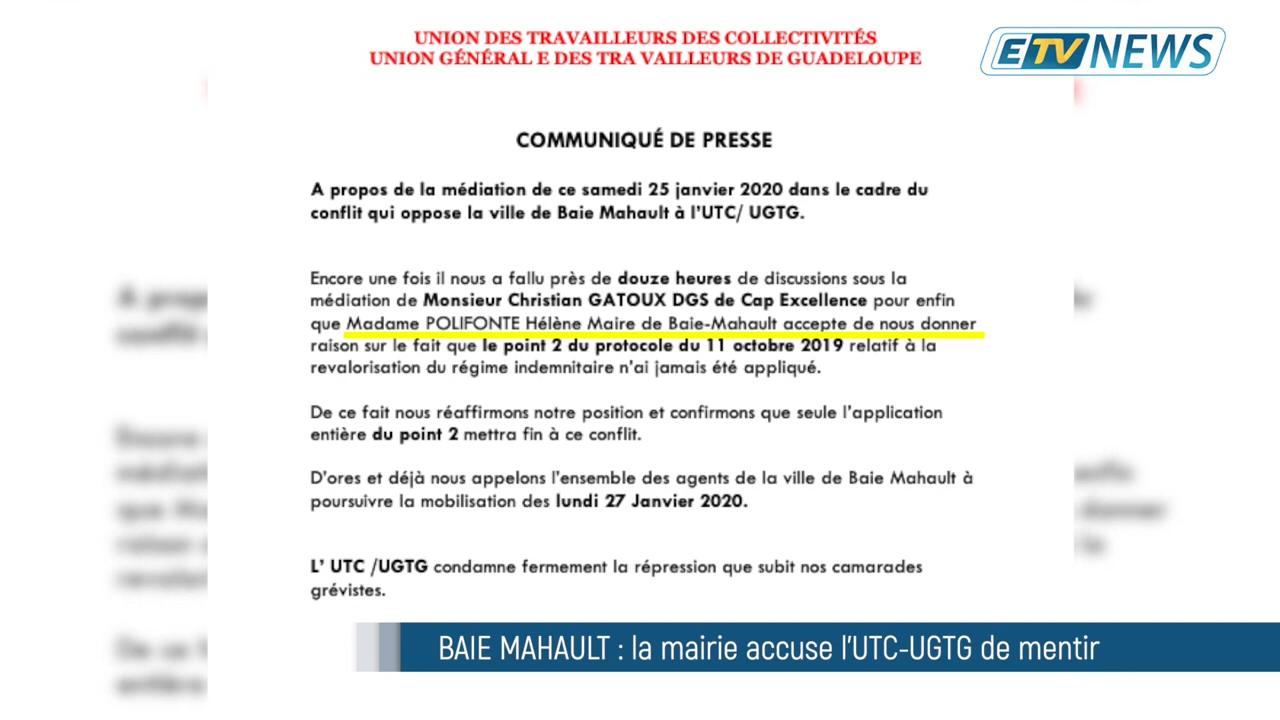 UNION DES TRAVAILLEURS DES COLLECTIVITÉS
UNION GÉNÉRAL E DES TRA VAILLEURS DE GUADELOUPE
ETV NEWS
COMMUNIQUÉ DE PRESSE
A propos de la médiation de ce samedi 25 janvier 2020 dans le cadre du
conflit qui oppose la ville de Baie Mahault à l'UTC/ UGTG.
Encore une fois il nous a fallu près de douze heures de discussions sous la
médiation de Monsieur Christian GATOUX DGS de Cap Excellence pour enfin
que Madame POLIFONTE Hélène Maire de Baie-Mahault accepte de nous donner
raison sur le fait que le point 2 du protocole du 11 octobre 2019 relatif à la
revalorisation du régime indemnitaire n'ai jamais été appliqué.
De ce fait nous réaffirmons notre position et confirmons que seule l'application
entière du point 2 mettra fin à ce conflit.
D'ores et déjà nous appelons l'ensemble des agents de la ville de Baie Mahault à
poursuivre la mobilisation des lundi 27 Janvier 2020.
L' UTC /UGTG condamne fermement la répression que subit nos camarades
grévistes.
BAIE MAHAULT : la mairie accuse l'UTC-UGTG de mentir